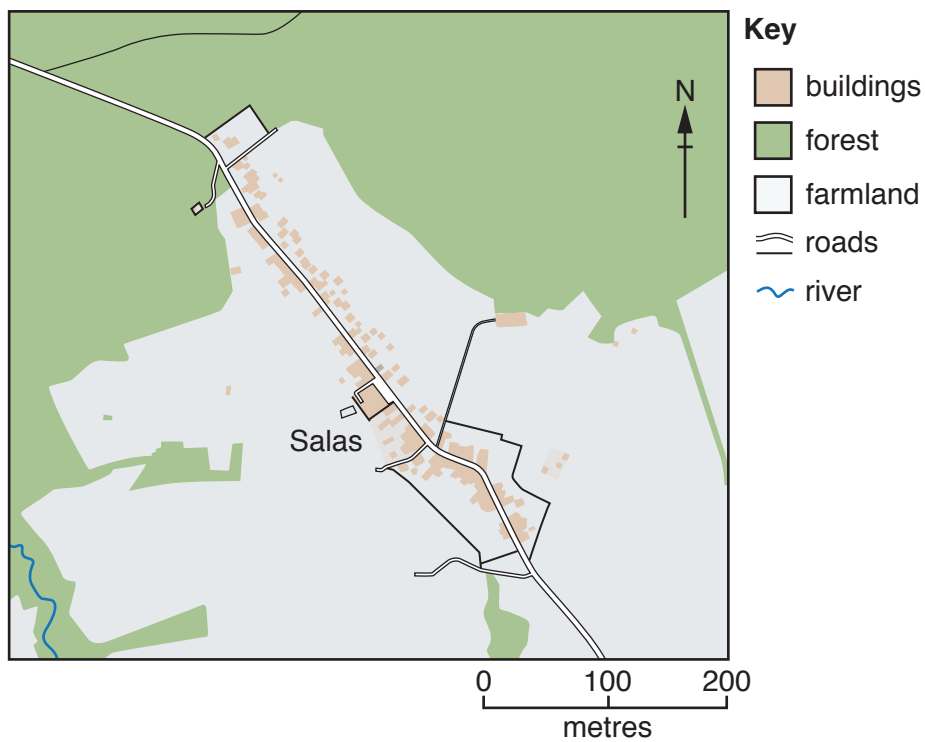 Key
N
buildings
forest
farmland
roads
river
Salas
0 100 200
metres